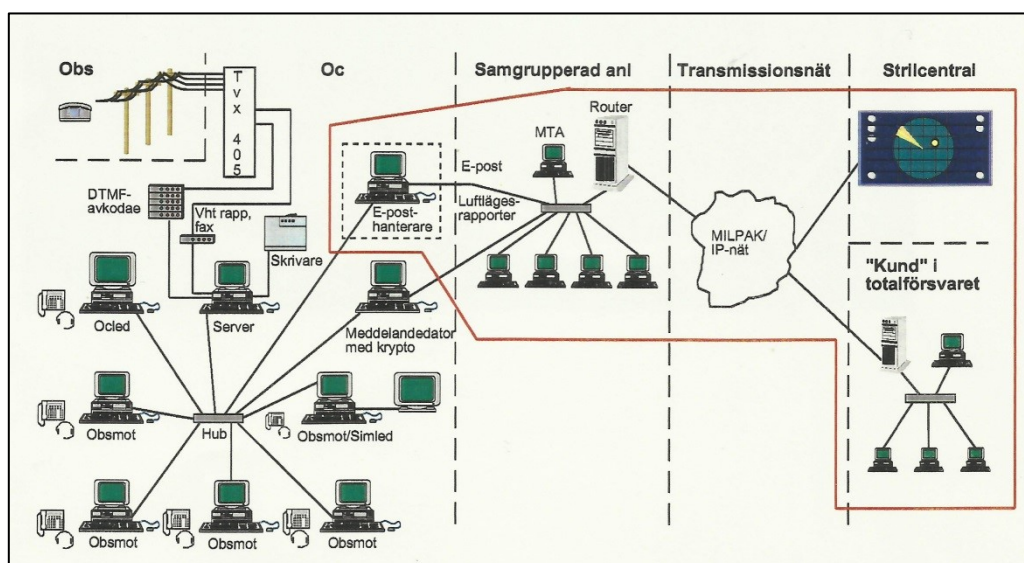 Obs
T
v
x
4
0
5
Oc
Samgrupperad anl
Transmissionsnät
Strilcentral
Router
MTA
E-post
Luftläges-
rapporter
DTMF-
avkodae
Vht rapp,
fax
Skrivare
E-post-
hanterare
MILPAK/
IP-nät
"Kund" i
totalförsvaret
Ocled
Server
Meddelandedator
med krypto
Obsmot
Hub
Obsmot/Simled
Obsmot
Obsmot
Obsmot